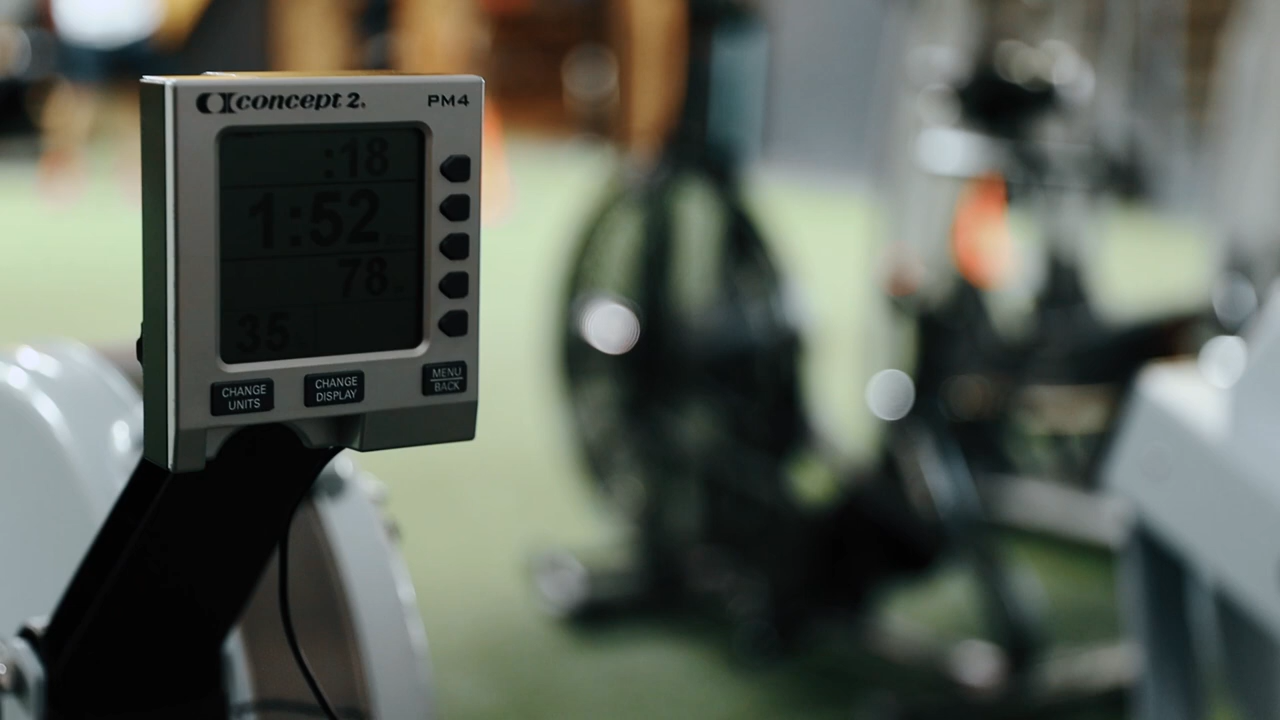 concept 2.
PM4
:18
1:52
78
35
CHANGE
UNITS
CHANGE
DISPLAY
MENU
BACK